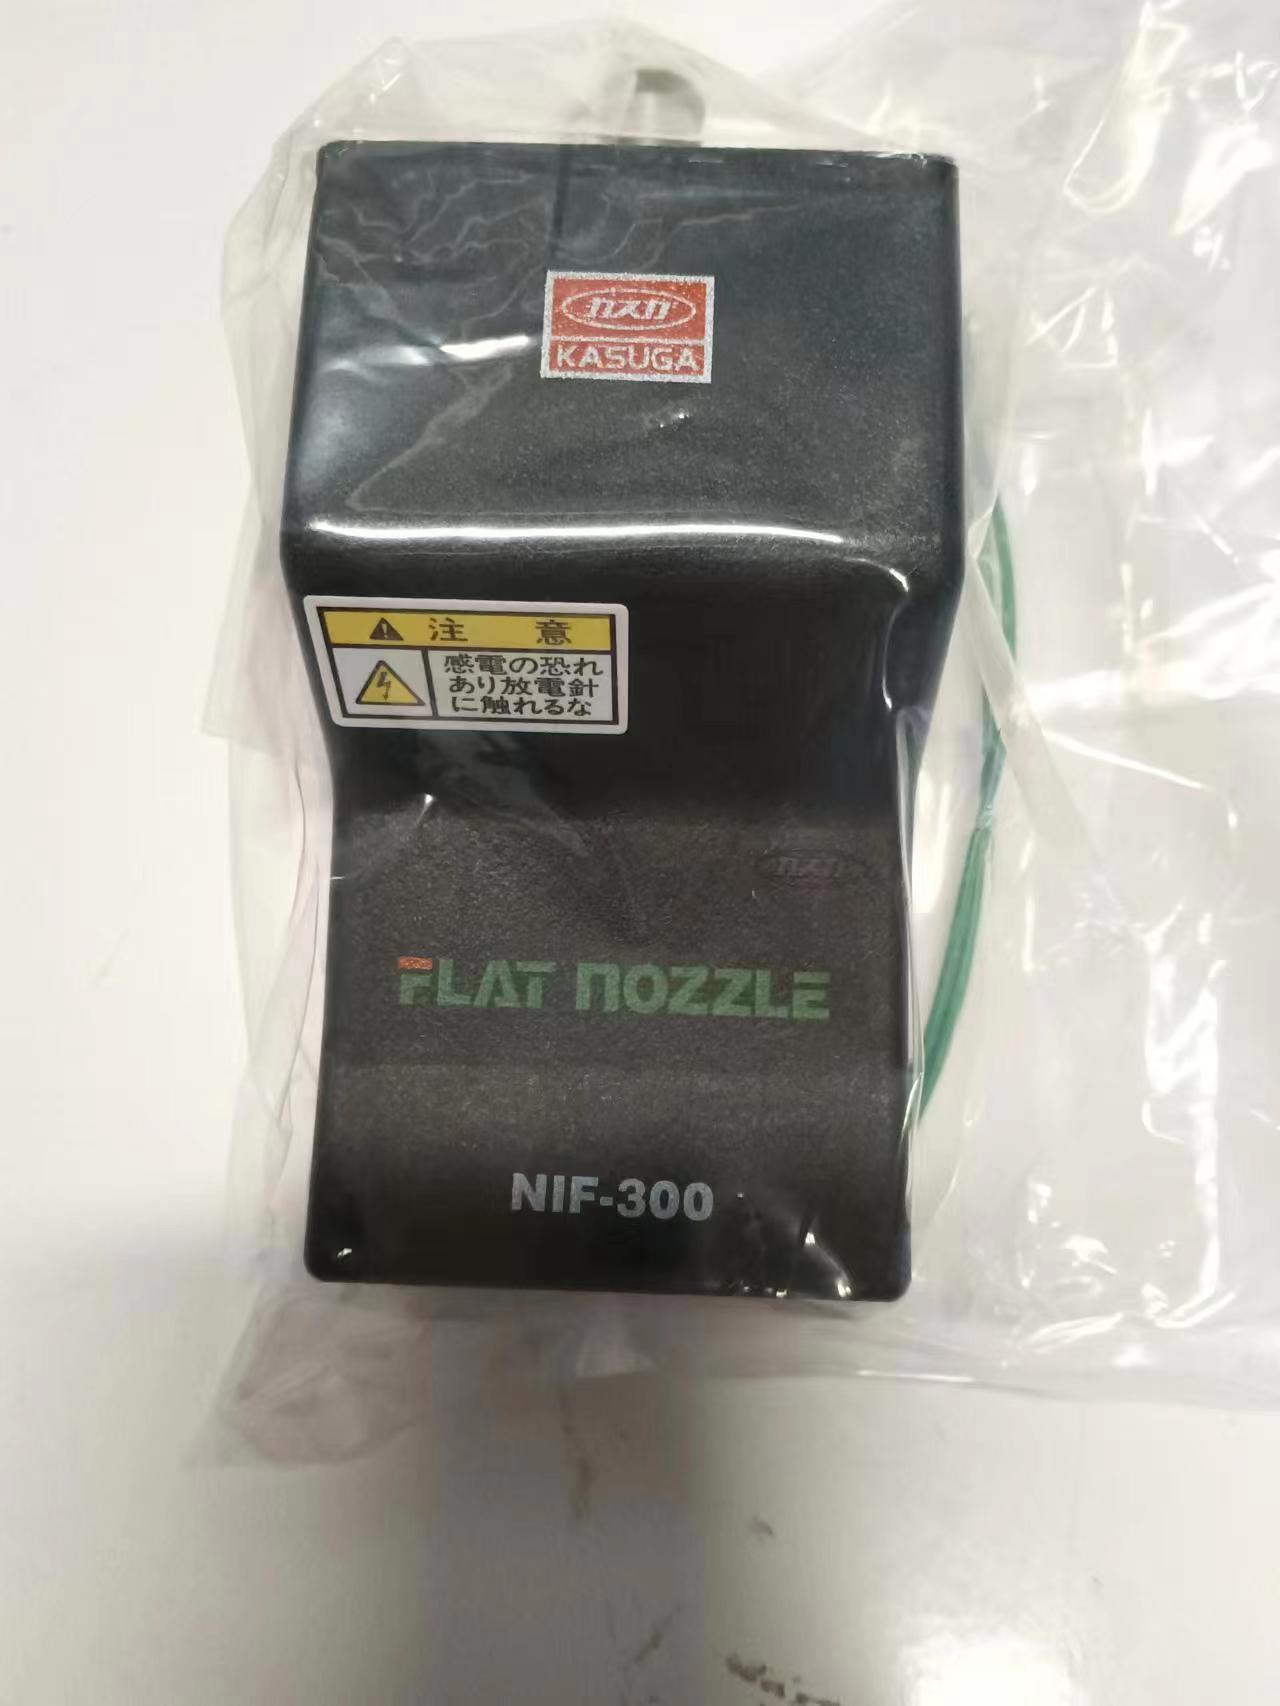 カスガ
KASUGA
注 意
感電の恐れ
あり放電針
に触れるな
カスガ
FLAT NOZZLE
NIF-300